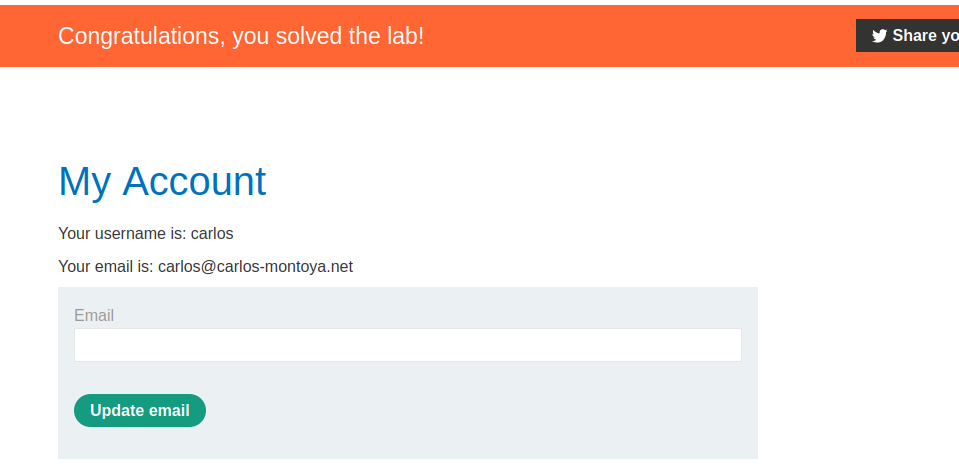 Congratulations, you solved the lab!
Share yo
My Account
Your username is: carlos
Your email is: carlos@carlos-montoya.net
Email
Update email